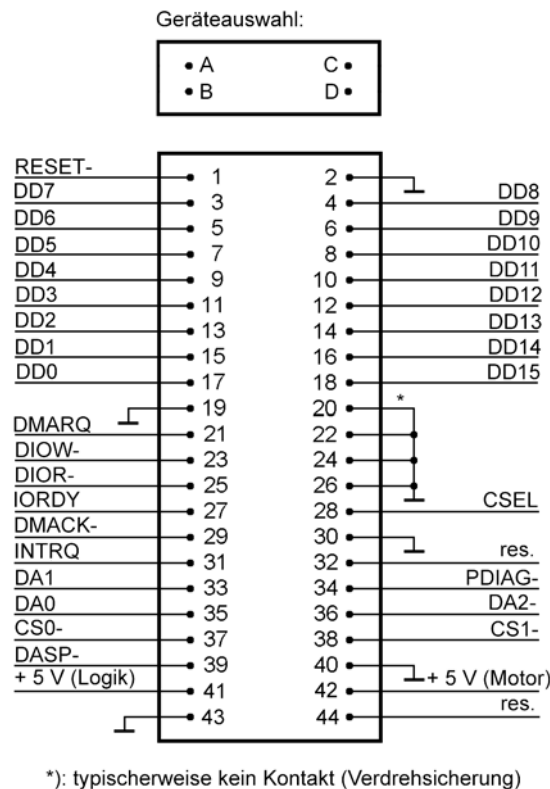 Geräteauswahl:
A C
B D
RESET- 1 2
DD7 3 4 DD8
DD6 5 6 DD9
DD5 7 8 DD10
DD4 9 10 DD11
DD3 11 12 DD12
DD2 13 14 DD13
DD1 15 16 DD14
DD0 17 18 DD15
19 20 *
DMARQ 21 22
DIOW- 23 24
DIOR- 25 26
IORDY 27 28 CSEL
DMACK- 29 30
INTRQ 31 32 res.
DA1 33 34 PDIAG-
DA0 35 36 DA2-
CS0- 37 38 CS1-
DASP- 39 40
+ 5 V (Logik) 41 42 + 5 V (Motor)
43 44 res.
*): typischerweise kein Kontakt (Verdrehsicherung)